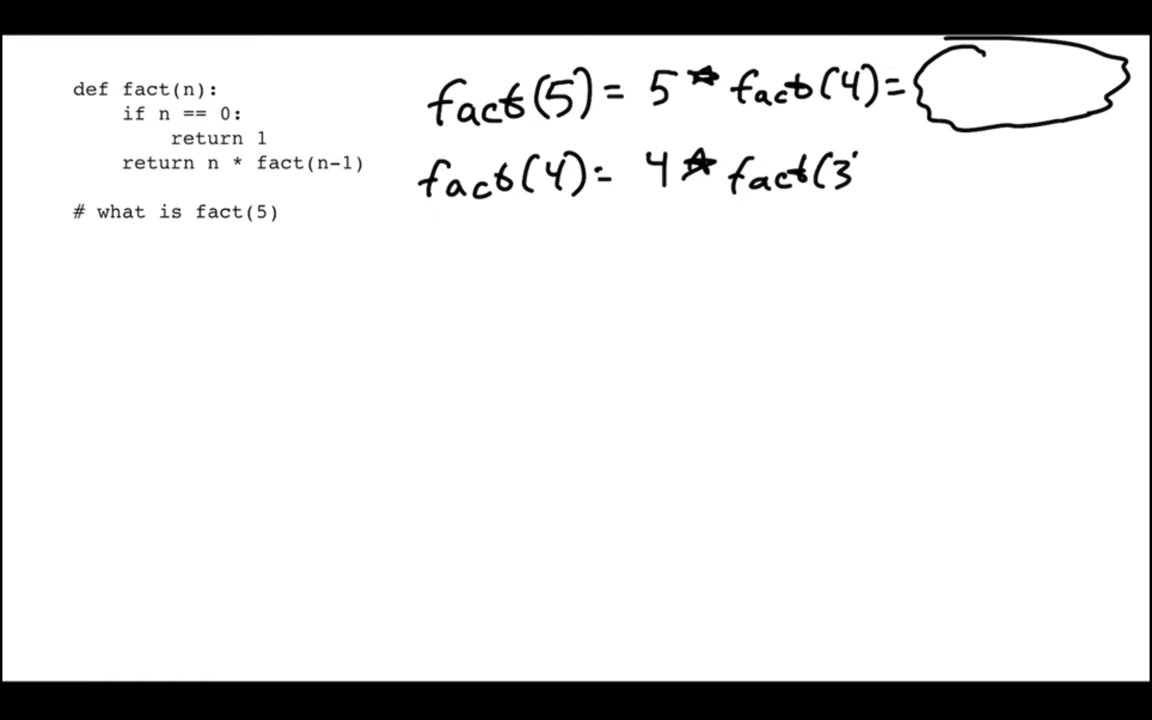 def fact(n):
    if n == 0:
        return 1
    return n * fact(n-1)
# what is fact(5)
fact(5) = 5 * fact(4) =
fact(4) = 4 * fact(3